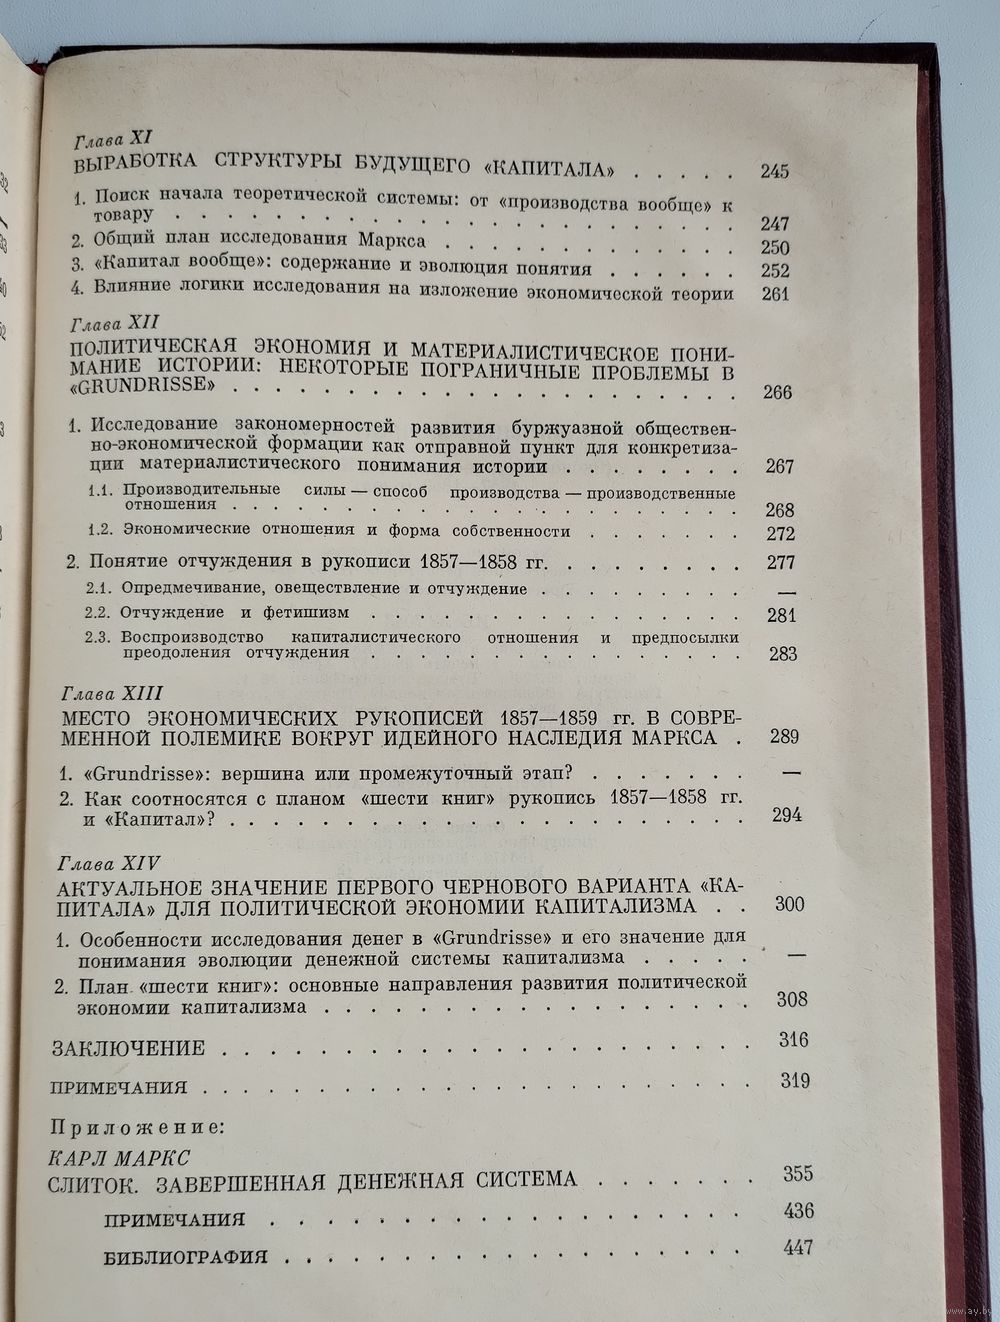 Глава XI
ВЫРАБОТКА СТРУКТУРЫ БУДУЩЕГО «КАПИТАЛА» . . . . . 245
1. Поиск начала теоретической системы: от «производства вообще» к
товару . . . . . . . . . . . . . . . . . . 247
2. Общий план исследования Маркса . . . . . . . . . 250
3. «Капитал вообще»: содержание и эволюция понятия . . . . . . 252
4. Влияние логики исследования на изложение экономической теории 261
Глава XII
ПОЛИТИЧЕСКАЯ ЭКОНОМИЯ И МАТЕРИАЛИСТИЧЕСКОЕ ПОНИ-
МАНИЕ ИСТОРИИ: НЕКОТОРЫЕ ПОГРАНИЧНЫЕ ПРОБЛЕМЫ В
«GRUNDRISSE» . . . . . . . . . . . . . . . . . . 266
1. Исследование закономерностей развития буржуазной обществен-
но-экономической формации как отправной пункт для конкретиза-
ции материалистического понимания истории . . . . . . . . 267
1.1. Производительные силы — способ производства — производственные
отношения . . . . . . . . . . . . . . . . . . 268
1.2. Экономические отношения и форма собственности . . . . . . . 272
2. Понятие отчуждения в рукописи 1857—1858 гг. . . . . . . . . 277
2.1. Опредмечивание, овеществление и отчуждение . . . . . . . . . —
2.2. Отчуждение и фетишизм . . . . . . . . . . . . . . 281
2.3. Воспроизводство капиталистического отношения и предпосылки
преодоления отчуждения . . . . . . . . . . . . . . 283
Глава XIII
МЕСТО ЭКОНОМИЧЕСКИХ РУКОПИСЕЙ 1857—1859 гг. В СОВРЕ-
МЕННОЙ ПОЛЕМИКЕ ВОКРУГ ИДЕЙНОГО НАСЛЕДИЯ МАРКСА . 289
1. «Grundrisse»: вершина или промежуточный этап? . . . . . . . —
2. Как соотносятся с планом «шести книг» рукопись 1857—1858 гг.
и «Капитал»? . . . . . . . . . . . . . . . . . . . 294
Глава XIV
АКТУАЛЬНОЕ ЗНАЧЕНИЕ ПЕРВОГО ЧЕРНОВОГО ВАРИАНТА «КА-
ПИТАЛА» ДЛЯ ПОЛИТИЧЕСКОЙ ЭКОНОМИИ КАПИТАЛИЗМА . . 300
1. Особенности исследования денег в «Grundrisse» и его значение для
понимания эволюции денежной системы капитализма . . . . . —
2. План «шести книг»: основные направления развития политической
экономии капитализма . . . . . . . . . . . . . . . . 308
ЗАКЛЮЧЕНИЕ . . . . . . . . . . . . . . . . . . . 316
ПРИМЕЧАНИЯ . . . . . . . . . . . . . . . . . . . 319
Приложение:
КАРЛ МАРКС
СЛИТОК. ЗАВЕРШЕННАЯ ДЕНЕЖНАЯ СИСТЕМА . . . . . . . 355
ПРИМЕЧАНИЯ . . . . . . . . . . . . . . . . . 436
БИБЛИОГРАФИЯ . . . . . . . . . . . . . . . . . 447
www.ay.by